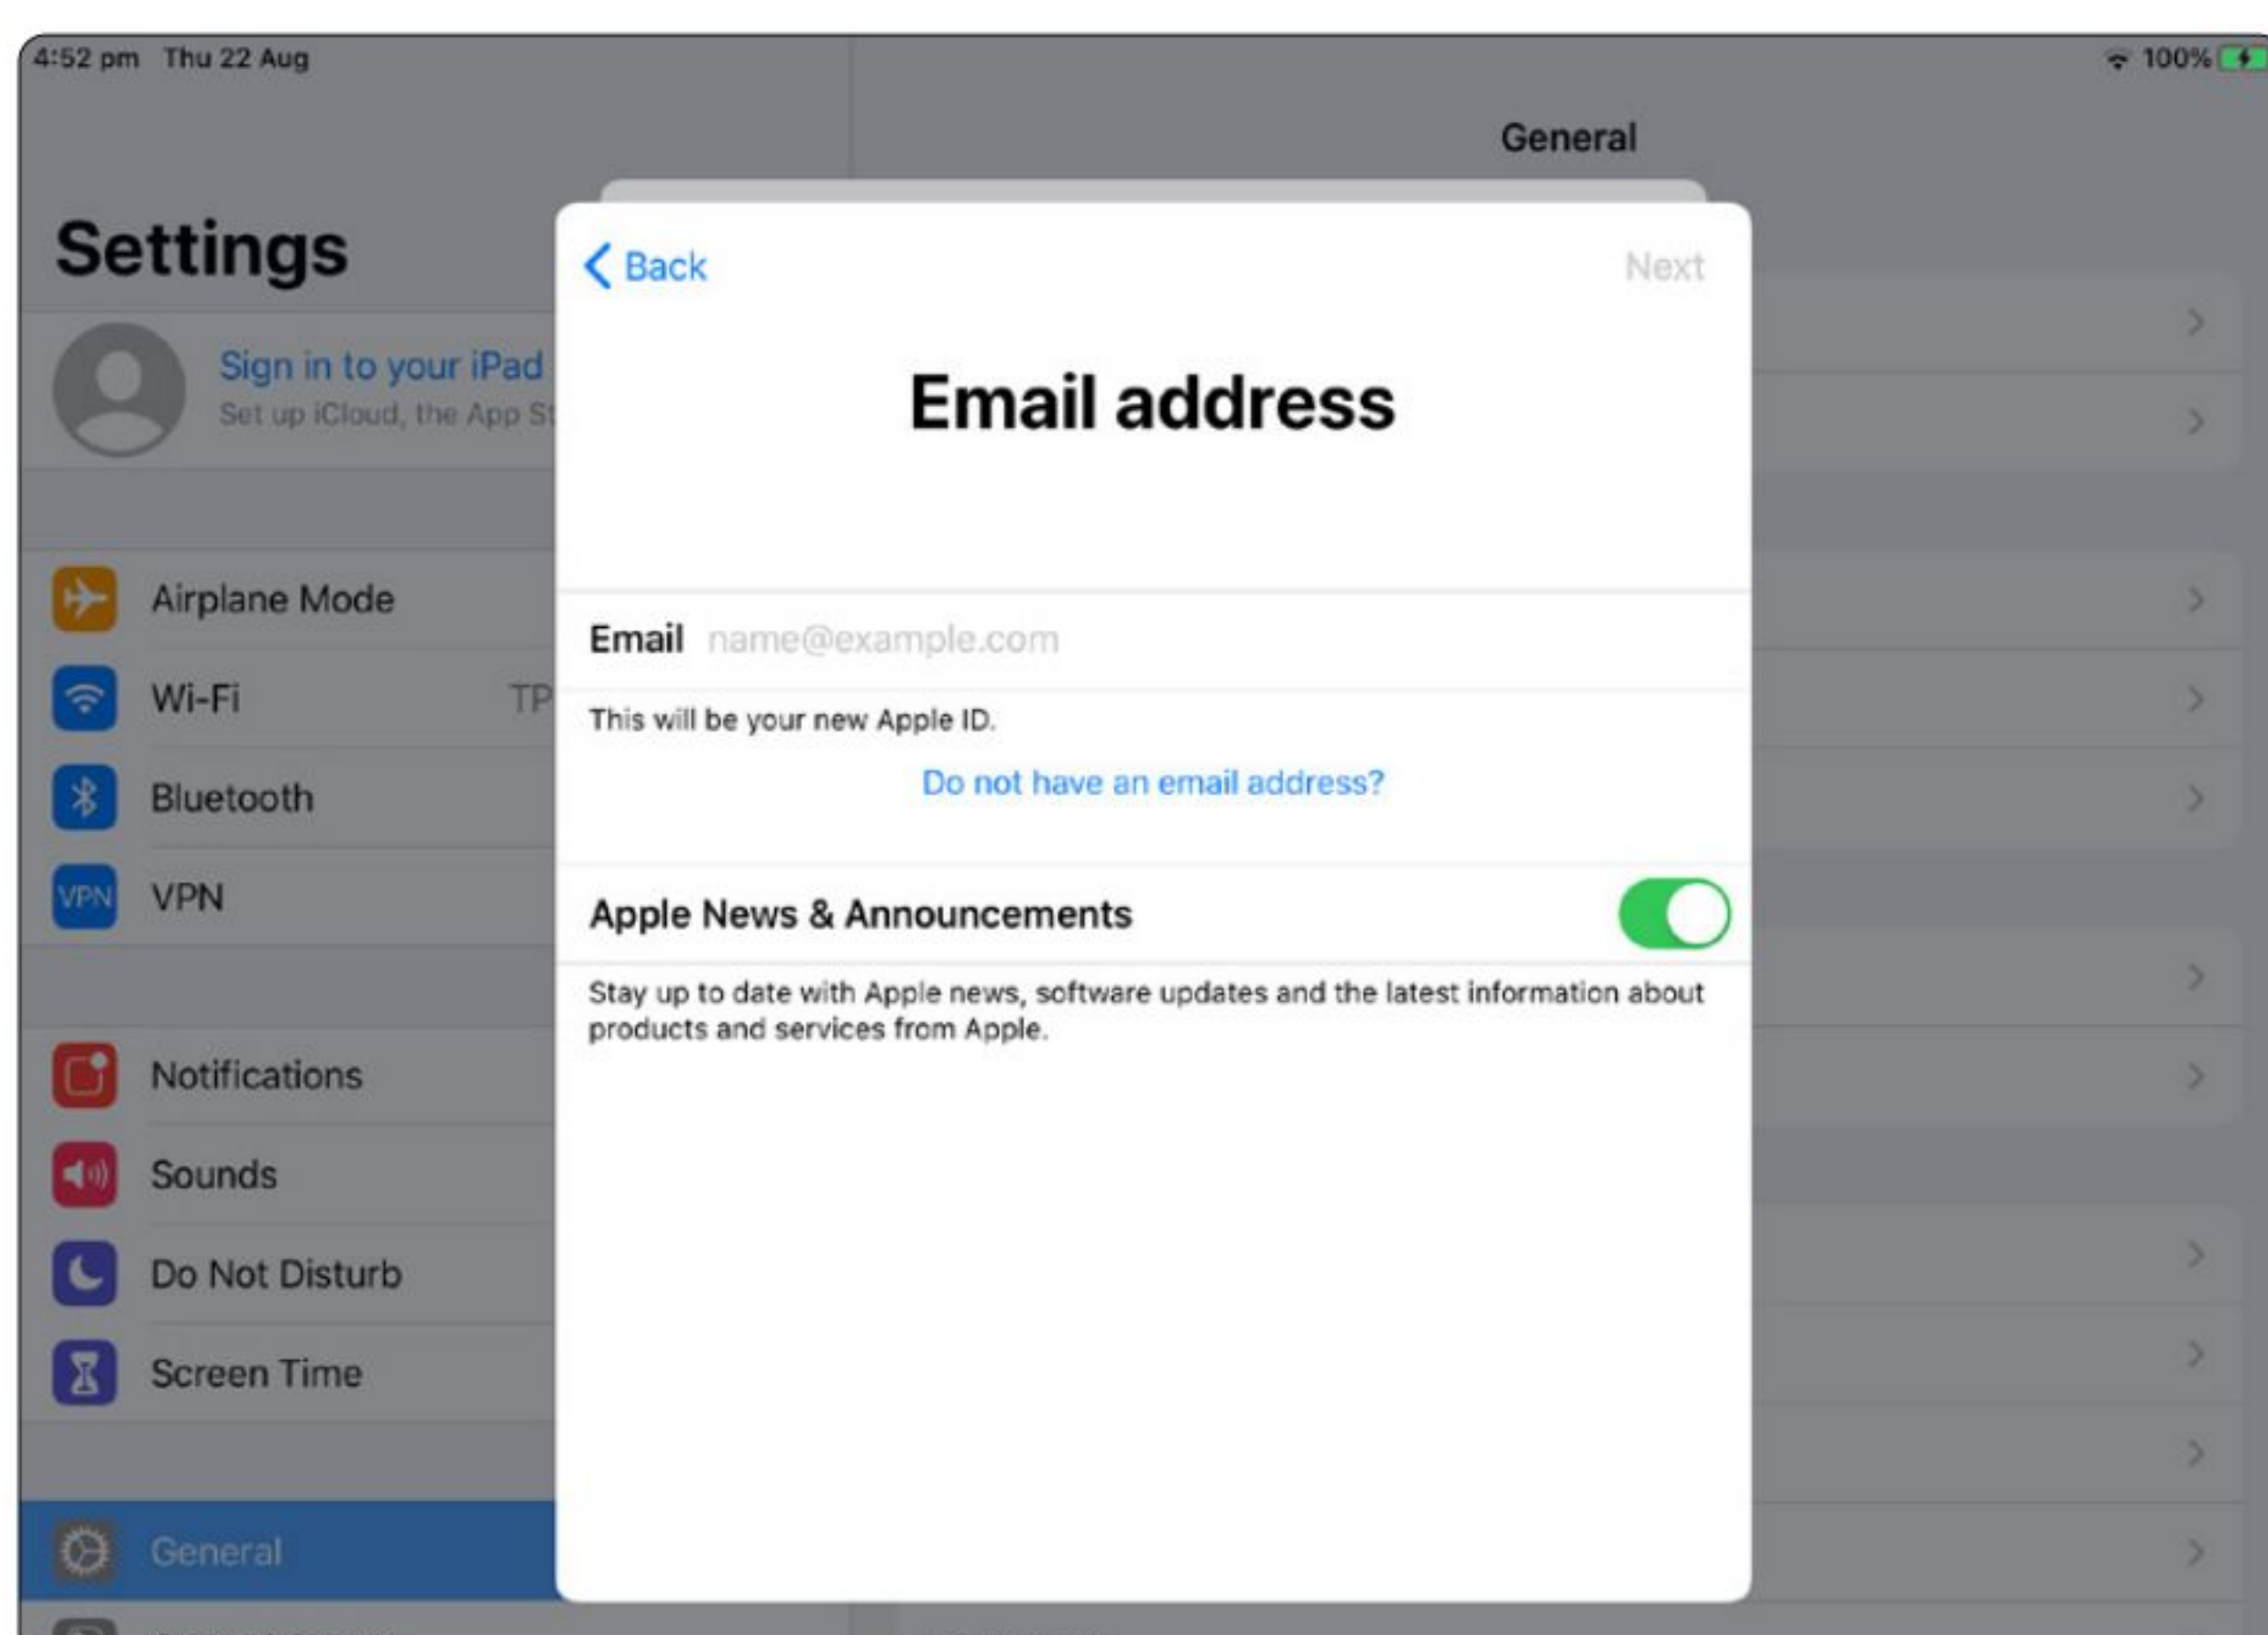 4:52 pm Thu 22 Aug
100%
General
Settings
Back
Next
Sign in to your iPad
Set up iCloud, the App
Email address
Airplane Mode
Email name@example.com
Wi-Fi TP
This will be your new Apple ID.
Do not have an email address?
Bluetooth
VPN VPN
Apple News & Announcements
Stay up to date with Apple news, software updates and the latest information about
products and services from Apple.
Notifications
Sounds
Do Not Disturb
Screen Time
General